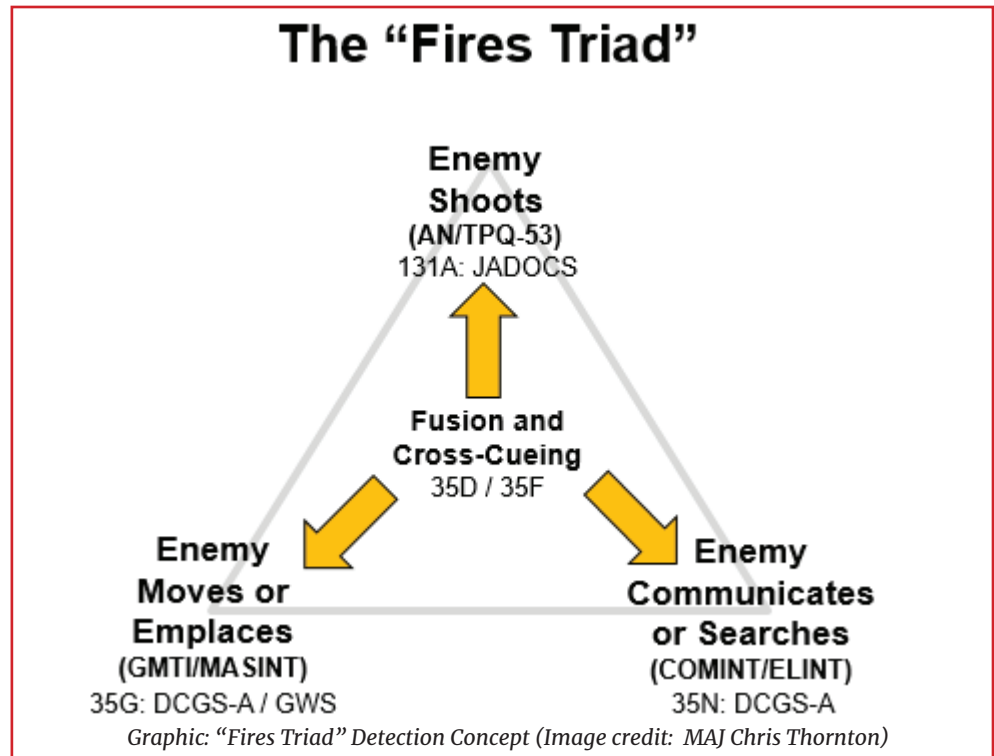 The “Fires Triad”
Enemy
Shoots
(AN/TPQ-53)
131A: JADOCS
Fusion and
Cross-Cueing
35D / 35F
Enemy
Moves or
Emplaces
(GMTI/MASINT)
35G: DCGS-A / GWS
Enemy
Communicates
or Searches
(COMINT/ELINT)
35N: DCGS-A
Graphic: “Fires Triad” Detection Concept (Image credit: MAJ Chris Thornton)